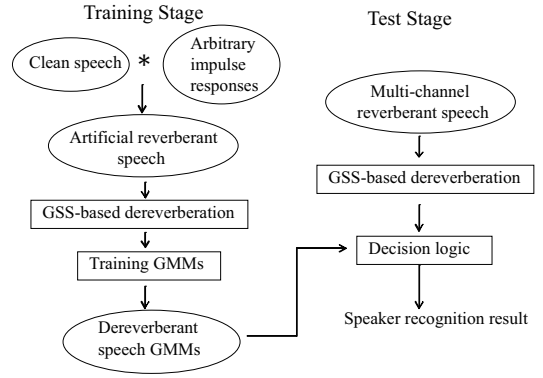 Training Stage
Clean speech
*
Arbitrary
impulse
responses
Artificial reverberant
speech
GSS-based dereverberation
Training GMMs
Dereverberant
speech GMMs
Test Stage
Multi-channel
reverberant speech
GSS-based dereverberation
Decision logic
Speaker recognition result